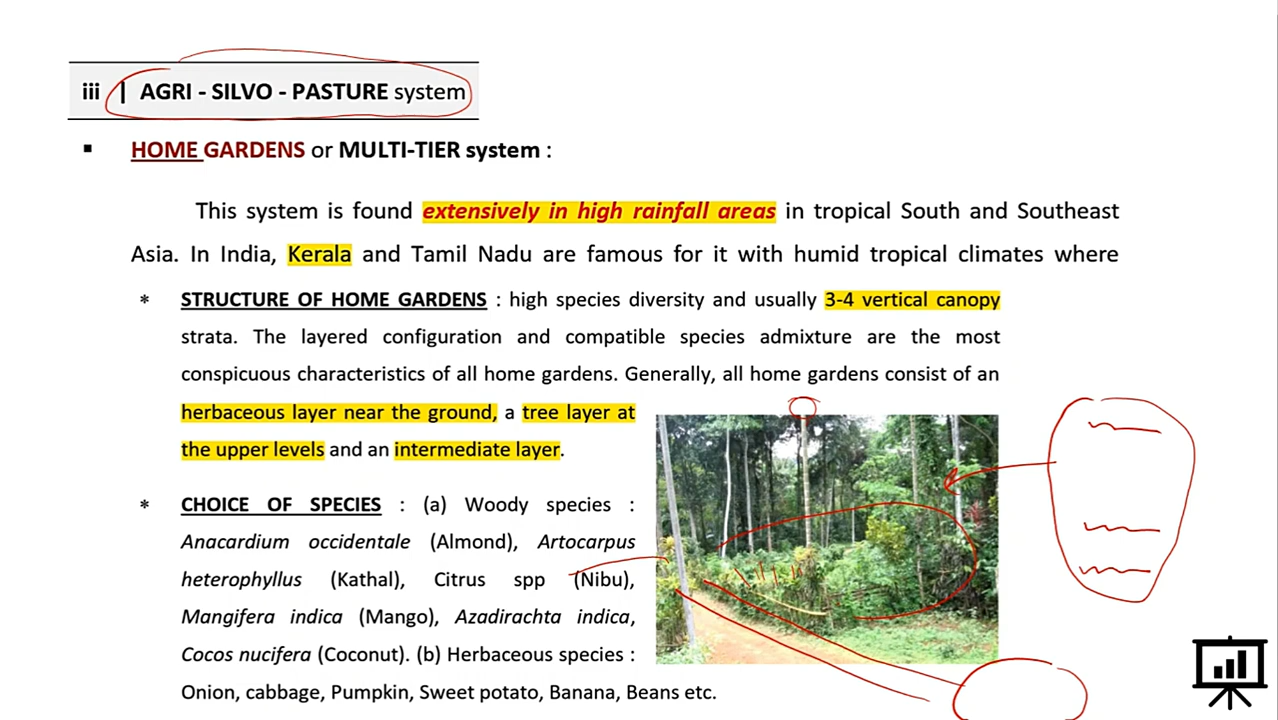 iii | AGRI - SILVO - PASTURE system
▪ HOME GARDENS or MULTI-TIER system :
This system is found extensively in high rainfall areas in tropical South and Southeast
Asia. In India, Kerala and Tamil Nadu are famous for it with humid tropical climates where
* STRUCTURE OF HOME GARDENS : high species diversity and usually 3-4 vertical canopy
strata. The layered configuration and compatible species admixture are the most
conspicuous characteristics of all home gardens. Generally, all home gardens consist of an
herbaceous layer near the ground, a tree layer at
the upper levels and an intermediate layer.
* CHOICE OF SPECIES : (a) Woody species :
Anacardium occidentale (Almond), Artocarpus
heterophyllus (Kathal), Citrus spp (Nibu),
Mangifera indica (Mango), Azadirachta indica,
Cocos nucifera (Coconut). (b) Herbaceous species :
Onion, cabbage, Pumpkin, Sweet potato, Banana, Beans etc.